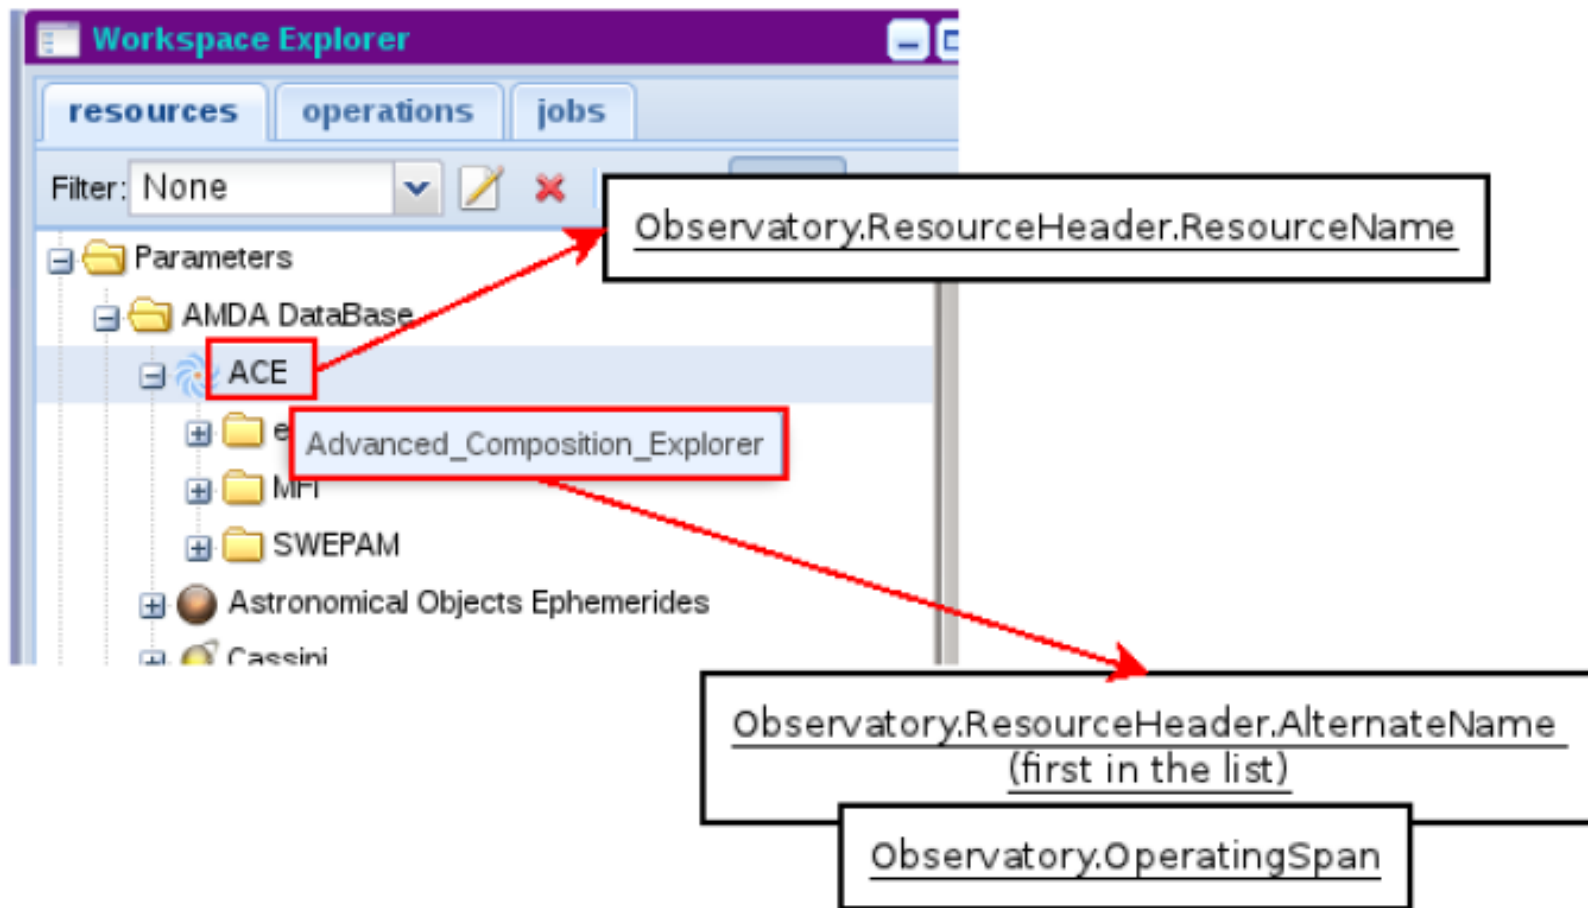 Workspace Explorer
resources operations jobs
Filter: None
Observatory.ResourceHeader.ResourceName
Parameters
AMDA DataBase
ACE
Advanced_Composition_Explorer
MFI
SWEPAM
Astronomical Objects Ephemerides
Cassini
Observatory.ResourceHeader.AlternateName
(first in the list)
Observatory.OperatingSpan